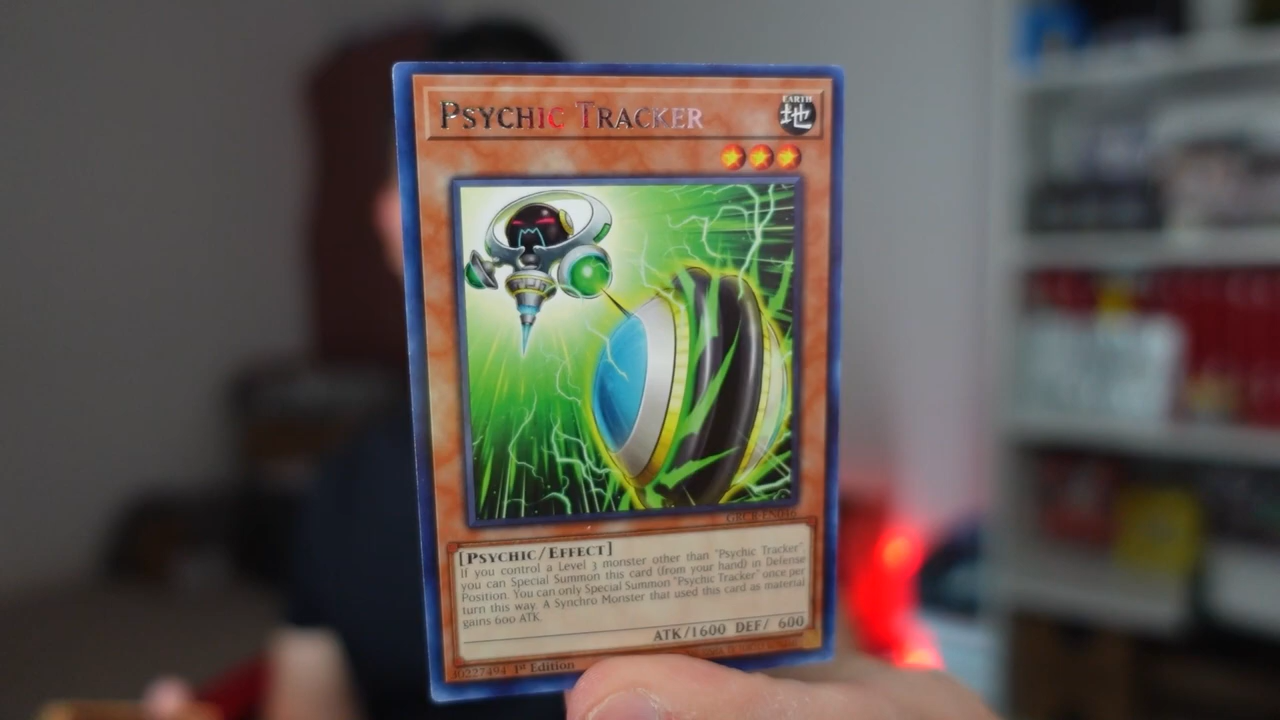 PSYCHIC TRACKER
EARTH
地
GRCR-EN046
[PSYCHIC/EFFECT]
If you control a Level 3 monster other than "Psychic Tracker",
you can Special Summon this card (from your hand) in Defense
Position. You can only Special Summon "Psychic Tracker" once per
turn this way. A Synchro Monster that used this card as material
gains 600 ATK.
ATK/1600 DEF/ 600
1st Edition